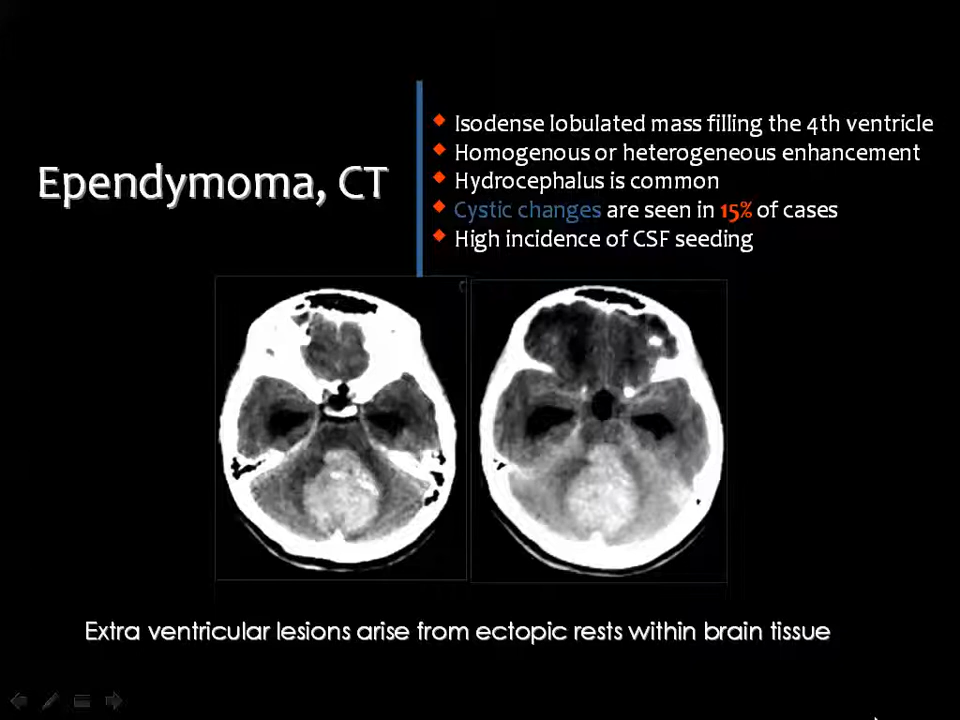 Ependymoma, CT
Isodense lobulated mass filling the 4th ventricle
Homogenous or heterogeneous enhancement
Hydrocephalus is common
Cystic changes are seen in 15% of cases
High incidence of CSF seeding
Extra ventricular lesions arise from ectopic rests within brain tissue